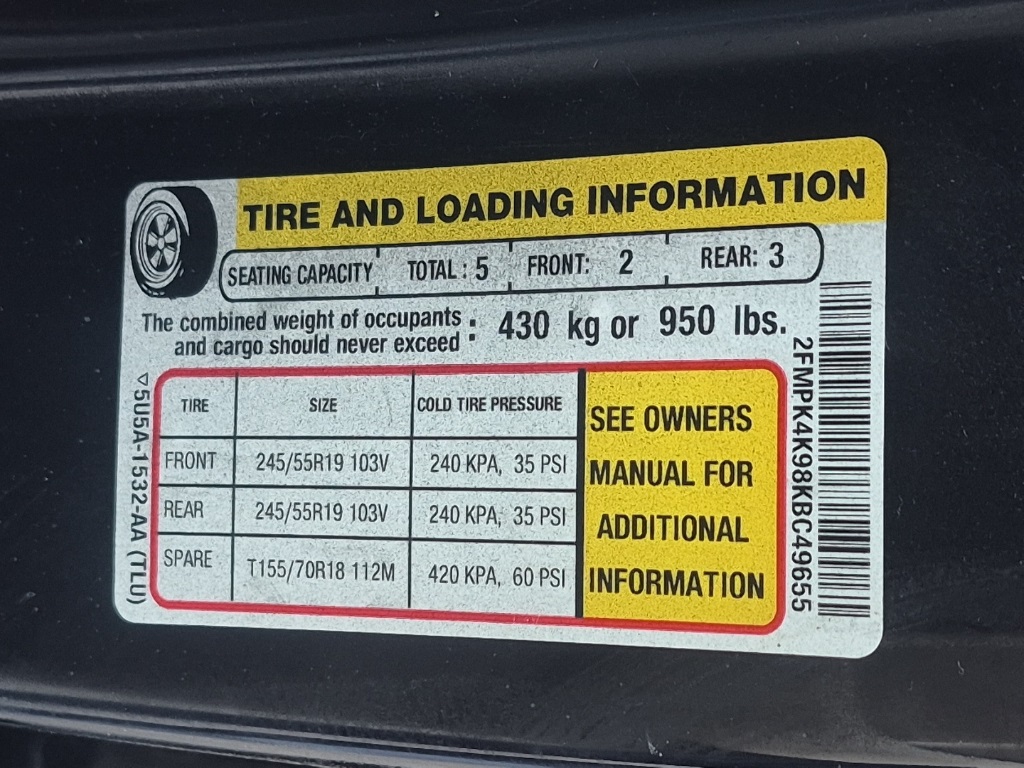 TIRE AND LOADING INFORMATION
SEATING CAPACITY TOTAL : 5 FRONT: 2 REAR: 3
The combined weight of occupants
and cargo should never exceed : 430 kg or 950 lbs.
TIRE SIZE COLD TIRE PRESSURE
FRONT 245/55R19 103V 240 KPA, 35 PSI
REAR 245/55R19 103V 240 KPA, 35 PSI
SPARE T155/70R18 112M 420 KPA, 60 PSI
SEE OWNERS
MANUAL FOR
ADDITIONAL
INFORMATION
▽5U5A-1532-AA (TLU)
2FMPK4K98KBC49655